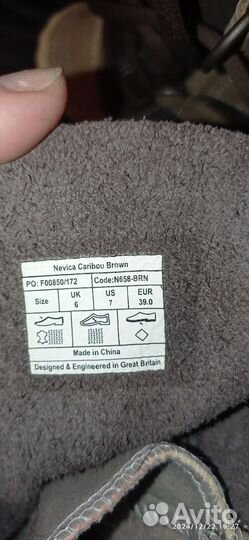 Nevica Caribou Brown
PO: F00850/172 Code:N658-BRN
Size UK 6 US 7 EUR 39.0
Made in China
Designed & Engineered in Great Britain
Avito
2024/12/22 19:27